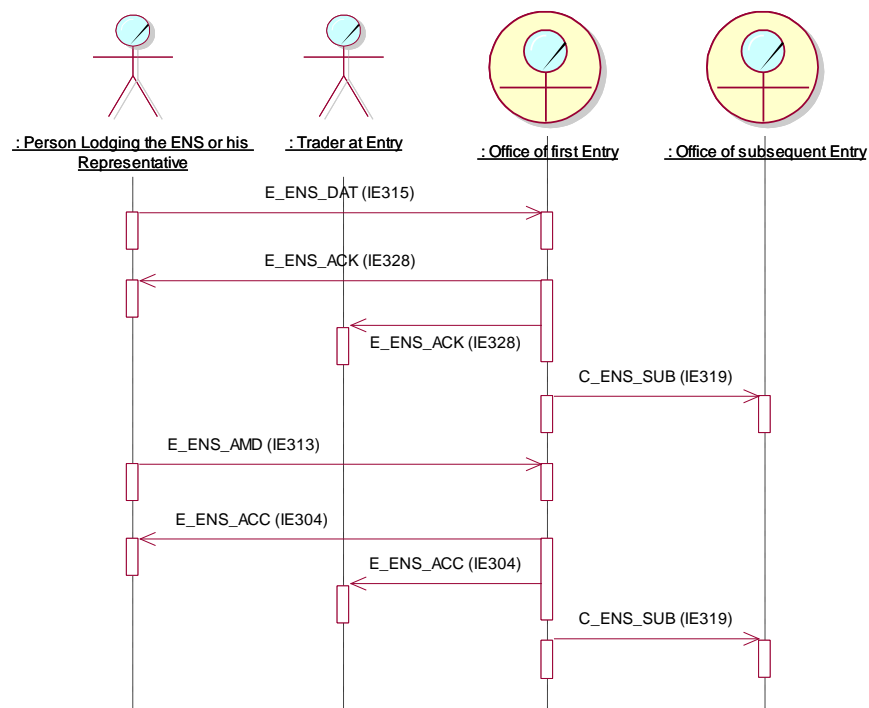 : Person Lodging the ENS or his
Representative
: Trader at Entry
: Office of first Entry
: Office of subsequent Entry
E_ENS_DAT (IE315)
E_ENS_ACK (IE328)
E_ENS_ACK (IE328)
C_ENS_SUB (IE319)
E_ENS_AMD (IE313)
E_ENS_ACC (IE304)
E_ENS_ACC (IE304)
C_ENS_SUB (IE319)